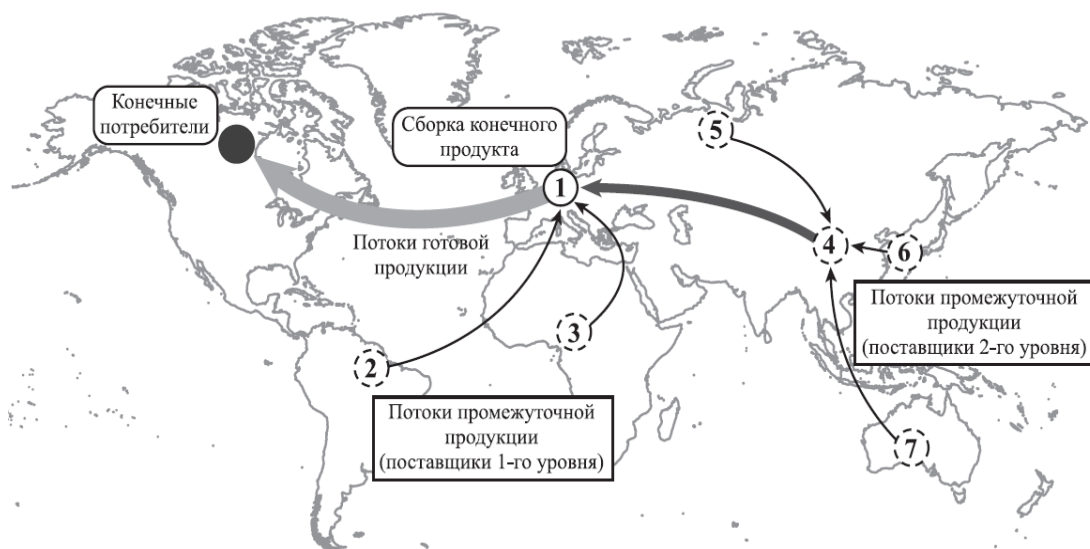 Конечные
потребители
Сборка конечного
продукта
5
1
4
6
Потоки готовой
продукции
Потоки промежуточной
продукции
(поставщики 2-го уровня)
3
2
Потоки промежуточной
продукции
(поставщики 1-го уровня)
7